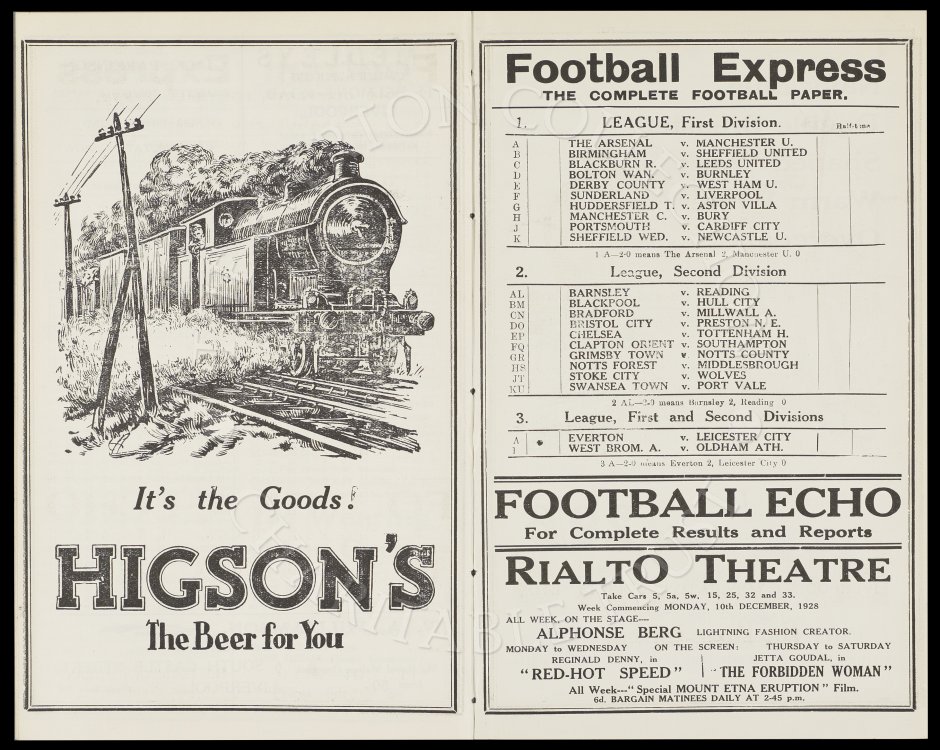 It's the Goods!
HIGSON'S
The Beer for You
Football Express
THE COMPLETE FOOTBALL PAPER.
1. LEAGUE, First Division. Half-time
A THE ARSENAL v. MANCHESTER U.
B BIRMINGHAM v. SHEFFIELD UNITED
C BLACKBURN R. v. LEEDS UNITED
D BOLTON WAN. v. BURNLEY
E DERBY COUNTY v. WEST HAM U.
F SUNDERLAND v. LIVERPOOL
G HUDDERSFIELD T. v. ASTON VILLA
H MANCHESTER C. v. BURY
J PORTSMOUTH v. CARDIFF CITY
K SHEFFIELD WED. v. NEWCASTLE U.
1 A—2-0 means The Arsenal 2, Manchester U. 0
2. League, Second Division
AL BARNSLEY v. READING
BM BLACKPOOL v. HULL CITY
CN BRADFORD v. MILLWALL A.
DO BRISTOL CITY v. PRESTON N. E.
EP CHELSEA v. TOTTENHAM H.
FQ CLAPTON ORIENT v. SOUTHAMPTON
GR GRIMSBY TOWN v. NOTTS COUNTY
HS NOTTS FOREST v. MIDDLESBROUGH
JT STOKE CITY v. WOLVES
KU SWANSEA TOWN v. PORT VALE
2 AL—2-0 means Barnsley 2, Reading 0
3. League, First and Second Divisions
A EVERTON v. LEICESTER CITY
WEST BROM. A. v. OLDHAM ATH.
3 A—2-0 means Everton 2, Leicester City 0
FOOTBALL ECHO
For Complete Results and Reports
RIALTO THEATRE
Take Cars 5, 5a, 5w, 15, 25, 32 and 33.
Week Commencing MONDAY, 10th DECEMBER, 1928
ALL WEEK, ON THE STAGE—
ALPHONSE BERG LIGHTNING FASHION CREATOR.
MONDAY to WEDNESDAY ON THE SCREEN: THURSDAY to SATURDAY
REGINALD DENNY, in JETTA GOUDAL, in
"RED-HOT SPEED" "THE FORBIDDEN WOMAN"
All Week---"Special MOUNT ETNA ERUPTION" Film.
6d. BARGAIN MATINEES DAILY AT 2-45 p.m.